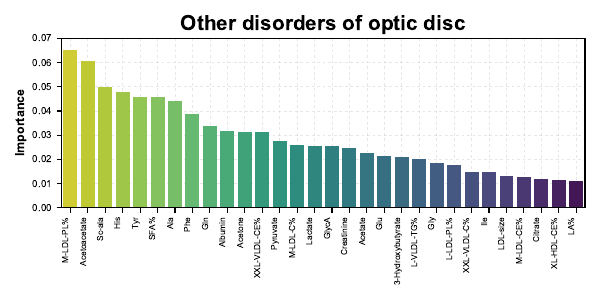 Other disorders of optic disc
Importance
0.07
0.06
0.05
0.04
0.03
0.02
0.01
0.00
M-LDL-PL%
Acetoacetate
Sc-ala
His
Tyr
SFA%
Ala
Phe
Gln
Albumin
Acetone
XXL-VLDL-CE%
Pyruvate
M-LDL-C%
Lactate
GlycA
Creatinine
Acetate
Glu
3-Hydroxybutyrate
L-VLDL-TG%
Gly
L-LDL-PL%
XXL-VLDL-C%
Ile
LDL-size
M-LDL-CE%
Citrate
XL-HDL-CE%
LA%